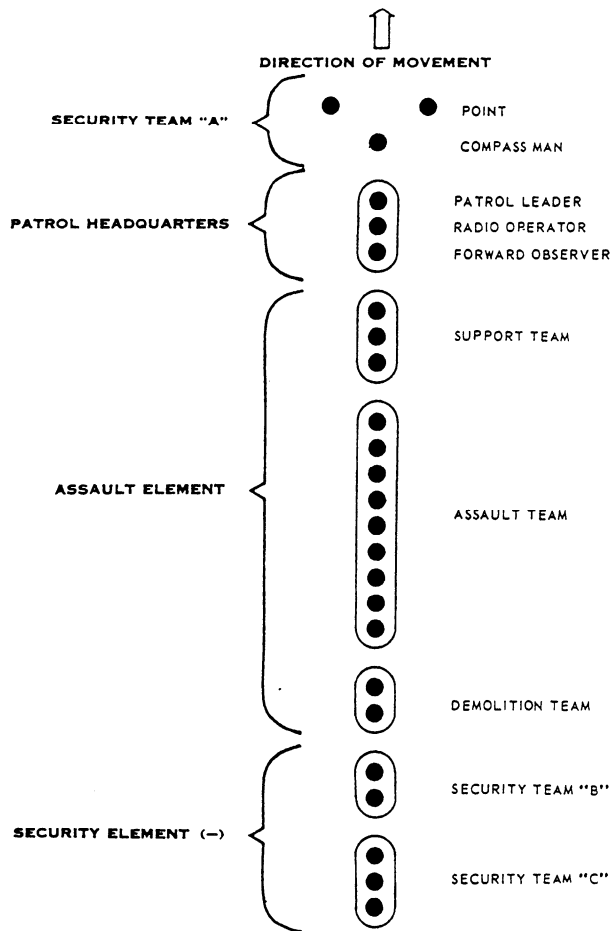 DIRECTION OF MOVEMENT
SECURITY TEAM "A"
POINT
COMPASS MAN
PATROL HEADQUARTERS
PATROL LEADER
RADIO OPERATOR
FORWARD OBSERVER
SUPPORT TEAM
ASSAULT ELEMENT
ASSAULT TEAM
DEMOLITION TEAM
SECURITY TEAM "B"
SECURITY ELEMENT (—)
SECURITY TEAM "C"